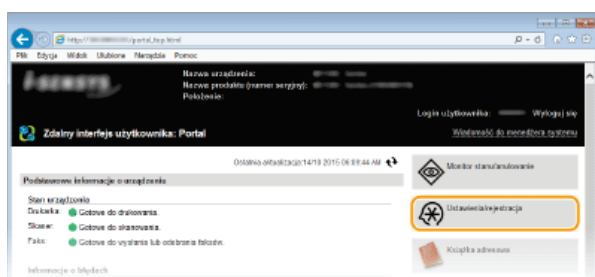 http:// /portal_top.html
Plik Edycja Widok Ulubione Narzędzia Pomoc
Nazwa urządzenia:
Nazwa produktu (numer seryjny):
Położenie:
Login użytkownika: Wyloguj się
Zdalny interfejs użytkownika: Portal
Wiadomość do menedżera systemu
Ostatnia aktualizacja:14/10 2015 06:09:44 AM
Monitor stanu/anulowanie
Podstawowe informacje o urządzeniu
Stan urządzenia
Drukarka: Gotowe do drukowania.
Ustawienia/rejestracja
Skaner: Gotowe do skanowania.
Faks: Gotowe do wysłania lub odebrania faksów.
Książka adresowa
Informacje o błędach